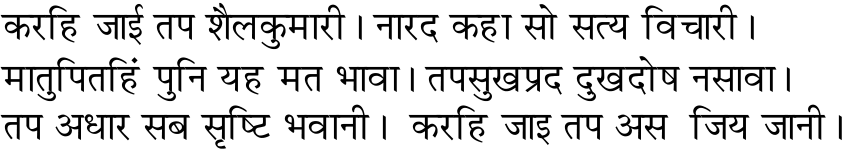 करहि जाई तप शैलकुमारी। नारद कहा सो सत्य विचारी।
मातुपितहिं पुनि यह मत भावा। तपसुखप्रद दुखदोष नसावा।
तप अधार सब सृष्टि भवानी। करहि जाइ तप अस जिय जानी।